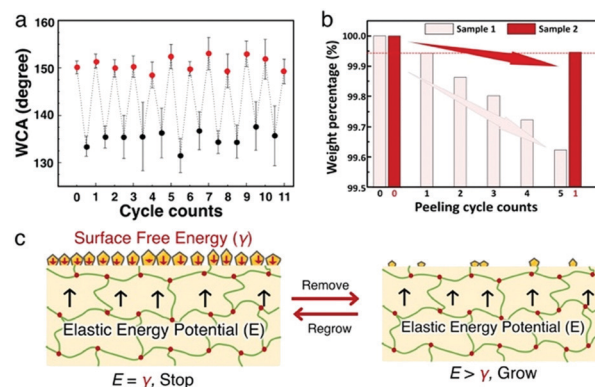 a
160
150
140
130
WCA (degree)
0 1 2 3 4 5 6 7 8 9 10 11
Cycle counts
b
Sample 1 Sample 2
100.0
99.9
99.8
99.7
99.6
99.5
Weight percentage (%)
0 0 1 2 3 4 5 1
Peeling cycle counts
c
Surface Free Energy (γ)
Elastic Energy Potential (E)
E = γ, Stop
Remove
Regrow
Elastic Energy Potential (E)
E > γ, Grow